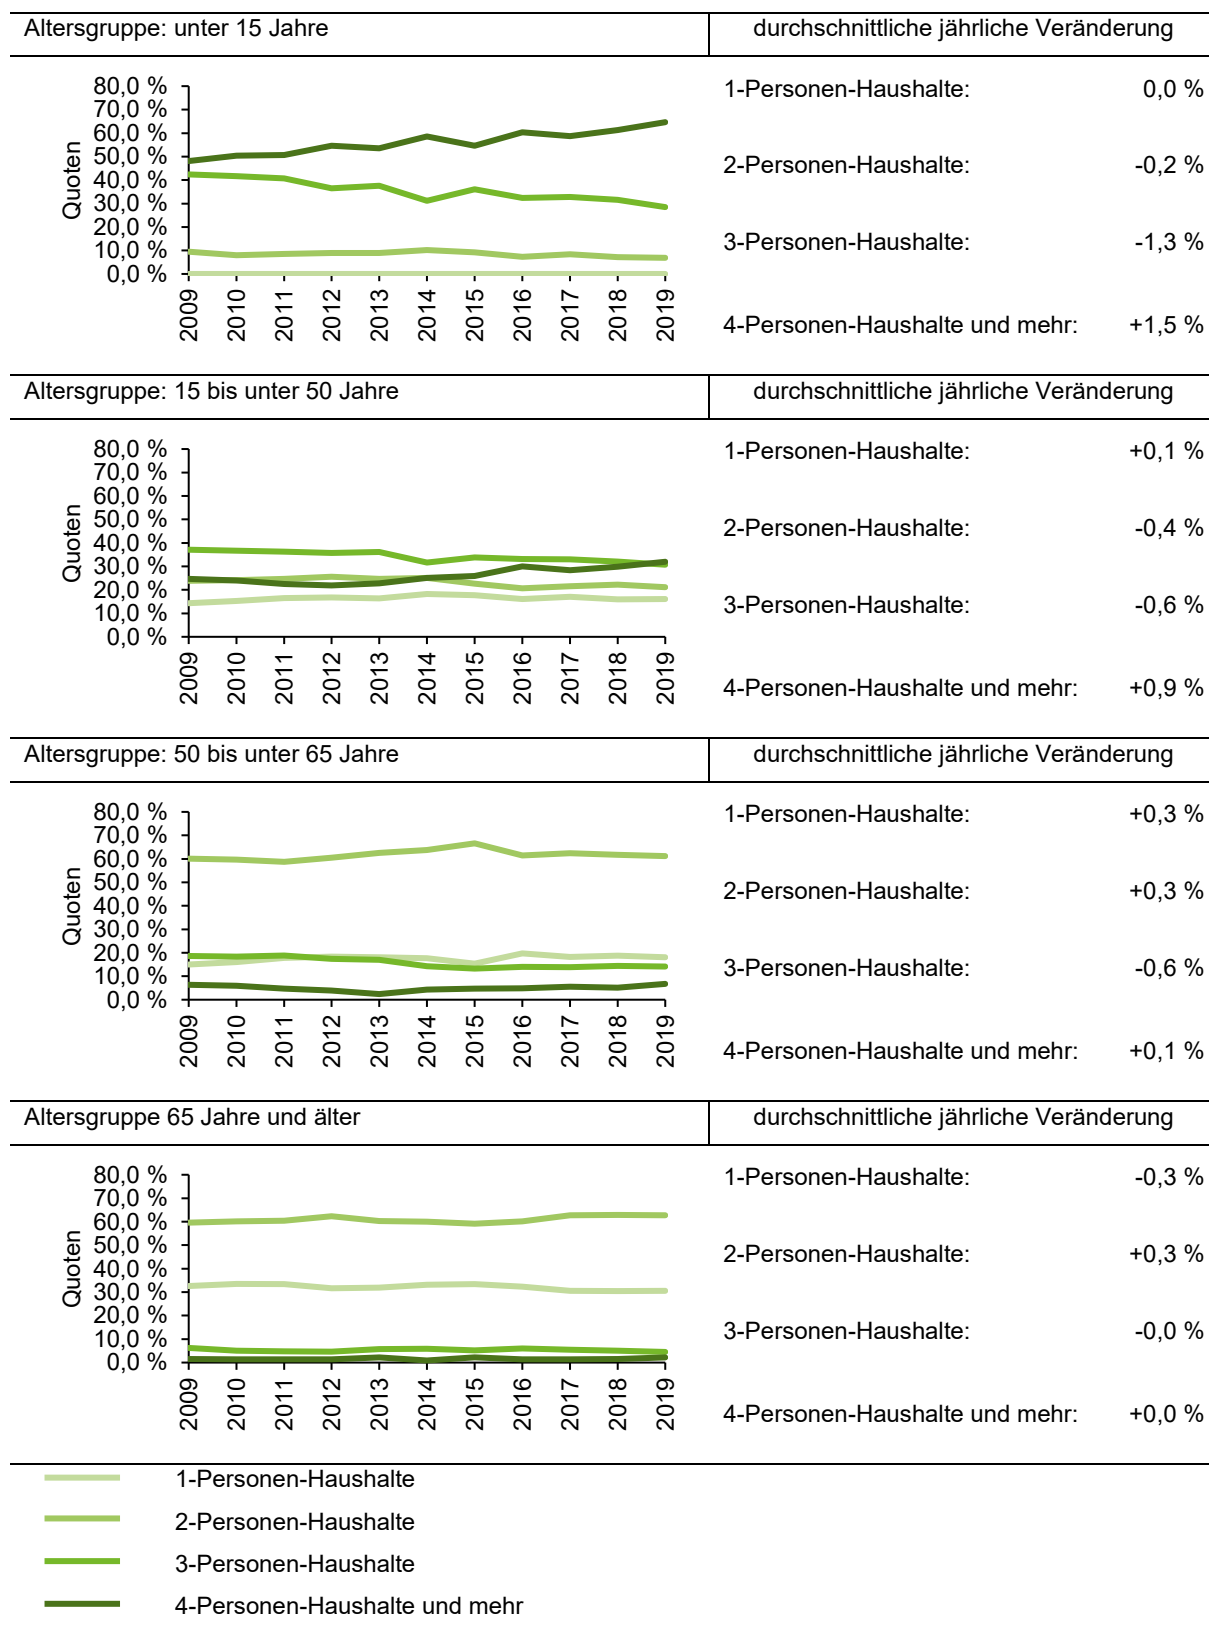 Altersgruppe: unter 15 Jahre
durchschnittliche jährliche Veränderung
80,0 %
70,0 %
60,0 %
50,0 %
40,0 %
30,0 %
20,0 %
10,0 %
0,0 %
Quoten
2009
2010
2011
2012
2013
2014
2015
2016
2017
2018
2019
1-Personen-Haushalte: 0,0 %
2-Personen-Haushalte: -0,2 %
3-Personen-Haushalte: -1,3 %
4-Personen-Haushalte und mehr: +1,5 %
Altersgruppe: 15 bis unter 50 Jahre
durchschnittliche jährliche Veränderung
80,0 %
70,0 %
60,0 %
50,0 %
40,0 %
30,0 %
20,0 %
10,0 %
0,0 %
Quoten
2009
2010
2011
2012
2013
2014
2015
2016
2017
2018
2019
1-Personen-Haushalte: +0,1 %
2-Personen-Haushalte: -0,4 %
3-Personen-Haushalte: -0,6 %
4-Personen-Haushalte und mehr: +0,9 %
Altersgruppe: 50 bis unter 65 Jahre
durchschnittliche jährliche Veränderung
80,0 %
70,0 %
60,0 %
50,0 %
40,0 %
30,0 %
20,0 %
10,0 %
0,0 %
Quoten
2009
2010
2011
2012
2013
2014
2015
2016
2017
2018
2019
1-Personen-Haushalte: +0,3 %
2-Personen-Haushalte: +0,3 %
3-Personen-Haushalte: -0,6 %
4-Personen-Haushalte und mehr: +0,1 %
Altersgruppe 65 Jahre und älter
durchschnittliche jährliche Veränderung
80,0 %
70,0 %
60,0 %
50,0 %
40,0 %
30,0 %
20,0 %
10,0 %
0,0 %
Quoten
2009
2010
2011
2012
2013
2014
2015
2016
2017
2018
2019
1-Personen-Haushalte: -0,3 %
2-Personen-Haushalte: +0,3 %
3-Personen-Haushalte: -0,0 %
4-Personen-Haushalte und mehr: +0,0 %
1-Personen-Haushalte
2-Personen-Haushalte
3-Personen-Haushalte
4-Personen-Haushalte und mehr